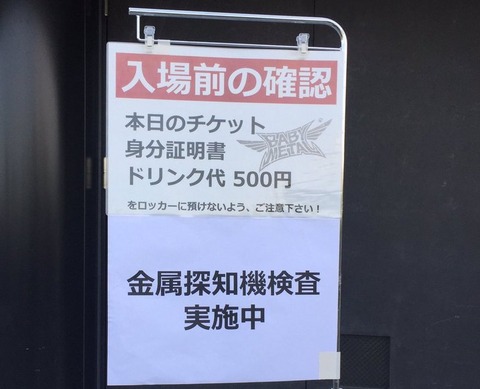 入場前の確認
本日のチケット
身分証明書
ドリンク代 500円
BABY
METAL
をロッカーに預けないよう、ご注意下さい！
金属探知機検査
実施中